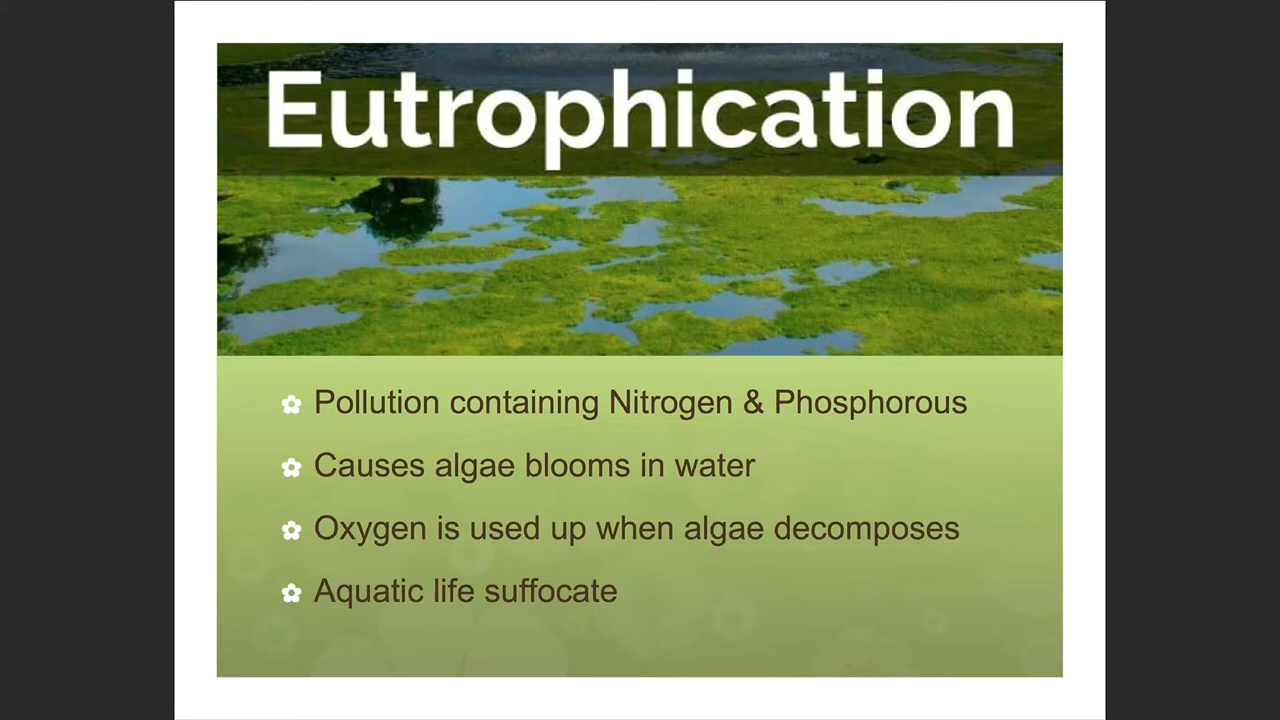 Eutrophication
Pollution containing Nitrogen & Phosphorous
Causes algae blooms in water
Oxygen is used up when algae decomposes
Aquatic life suffocate